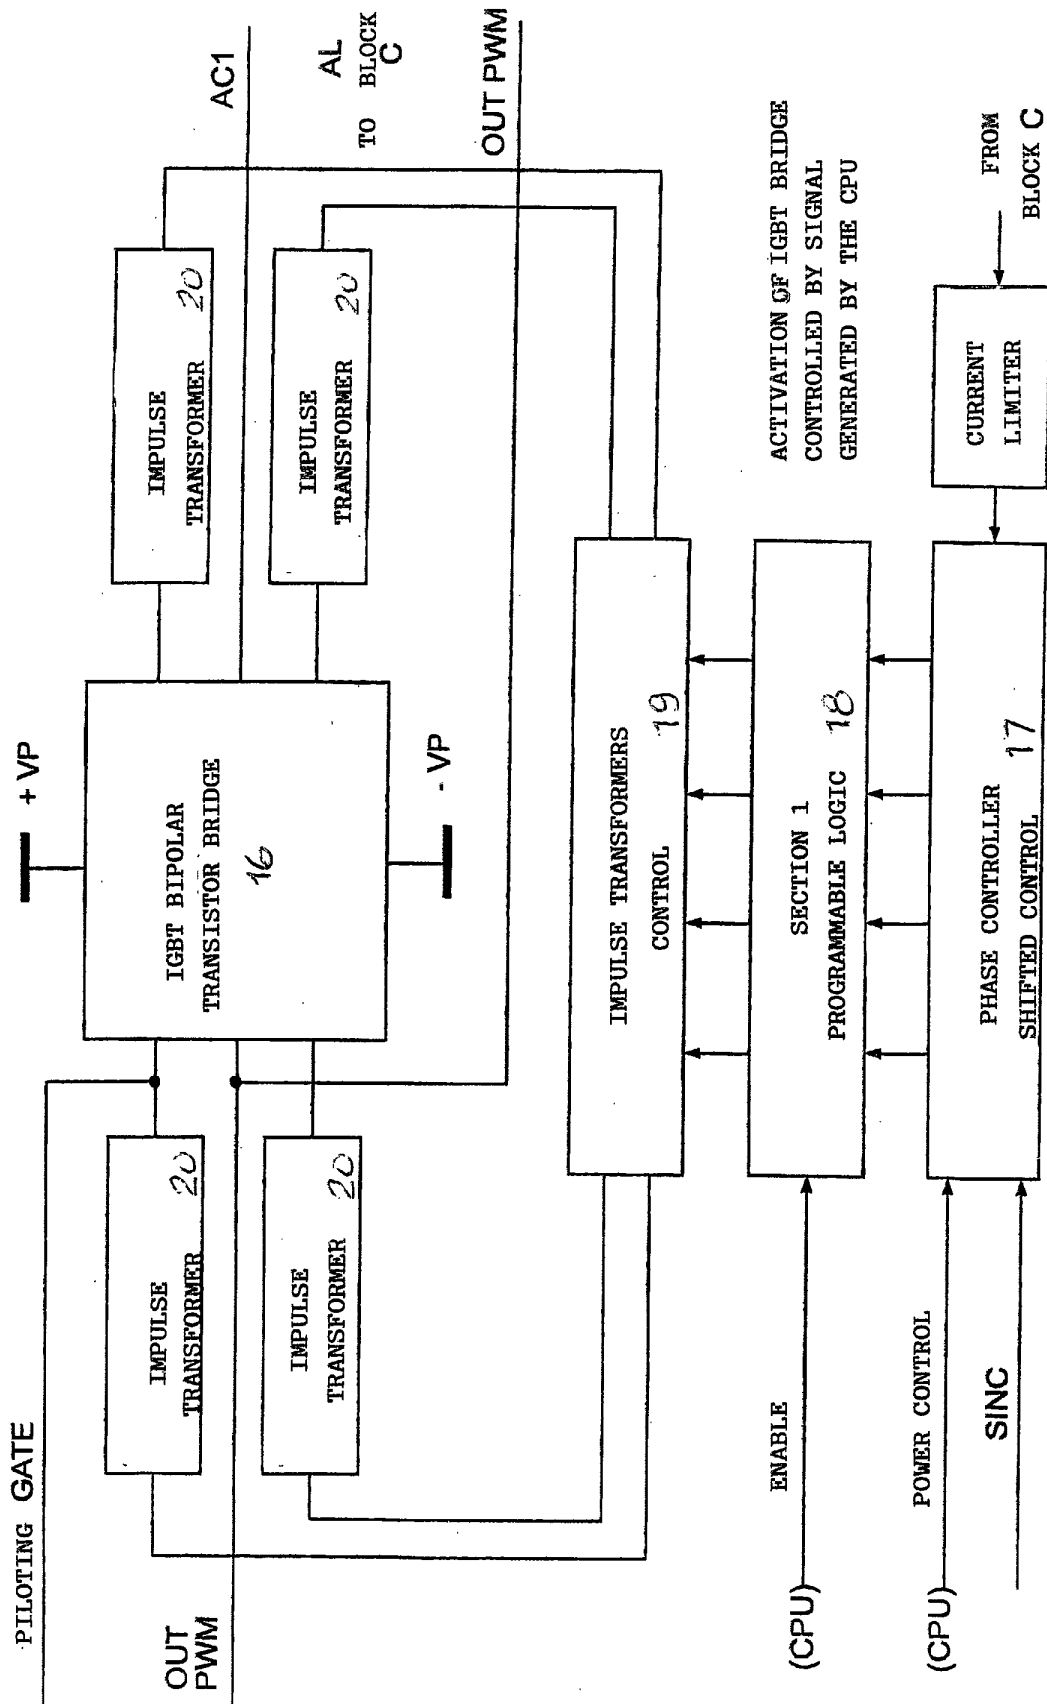 PILOTING GATE
+ VP
AC1
AL
TO BLOCK
C
OUT PWM
OUT
PWM
IMPULSE
TRANSFORMER
20
IMPULSE
TRANSFORMER
20
IGBT BIPOLAR
TRANSISTOR BRIDGE
16
- VP
IMPULSE
TRANSFORMER
20
IMPULSE
TRANSFORMER
20
IMPULSE TRANSFORMERS
CONTROL
19
ACTIVATION OF IGBT BRIDGE
CONTROLLED BY SIGNAL
GENERATED BY THE CPU
ENABLE
(CPU)
SECTION 1
PROGRAMMABLE LOGIC
18
POWER CONTROL
(CPU)
SINC
PHASE CONTROLLER
SHIFTED CONTROL
17
CURRENT
LIMITER
FROM
BLOCK C